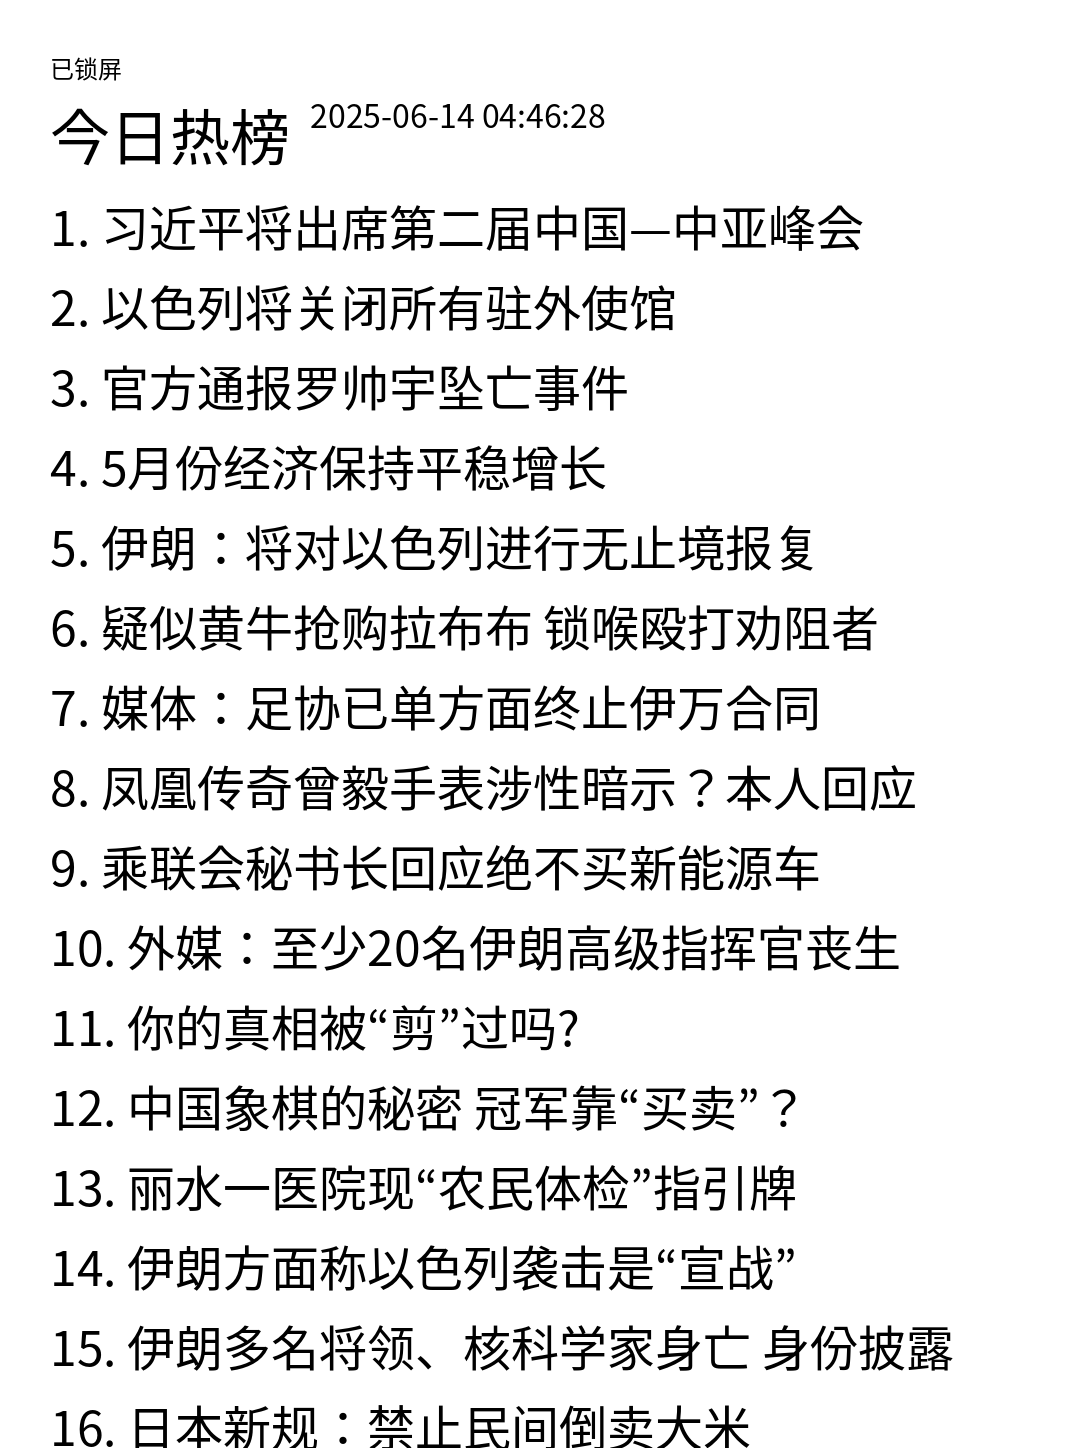 已锁屏
今日热榜 2025-06-14 04:46:28
1. 习近平将出席第二届中国—中亚峰会
2. 以色列将关闭所有驻外使馆
3. 官方通报罗帅宇坠亡事件
4. 5月份经济保持平稳增长
5. 伊朗：将对以色列进行无止境报复
6. 疑似黄牛抢购拉布布 锁喉殴打劝阻者
7. 媒体：足协已单方面终止伊万合同
8. 凤凰传奇曾毅手表涉性暗示？本人回应
9. 乘联会秘书长回应绝不买新能源车
10. 外媒：至少20名伊朗高级指挥官丧生
11. 你的真相被“剪”过吗?
12. 中国象棋的秘密 冠军靠“买卖”？
13. 丽水一医院现“农民体检”指引牌
14. 伊朗方面称以色列袭击是“宣战”
15. 伊朗多名将领、核科学家身亡 身份披露
16. 日本新规：禁止民间倒卖大米